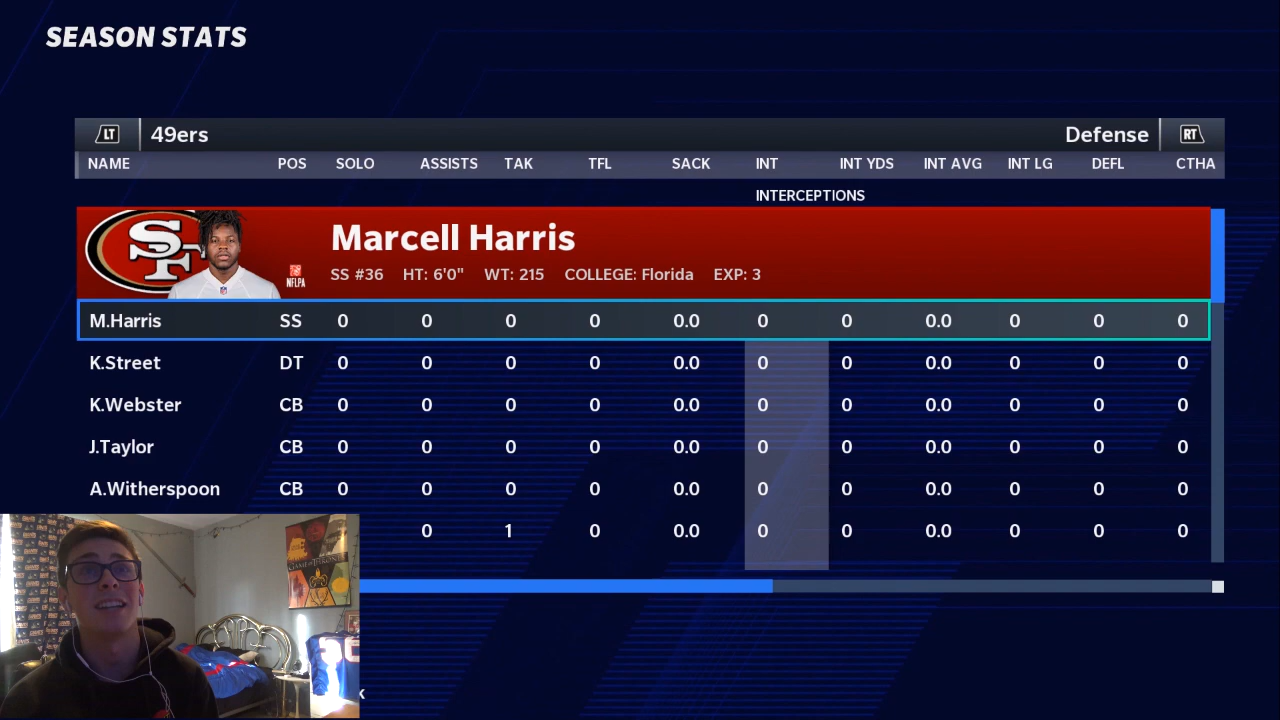 SEASON STATS
LT 49ers Defense RT
NAME POS SOLO ASSISTS TAK TFL SACK INT INT YDS INT AVG INT LG DEFL CTHA
INTERCEPTIONS
SF
Marcell Harris
NFLPA
SS #36 HT: 6'0" WT: 215 COLLEGE: Florida EXP: 3
M.Harris SS 0 0 0 0 0.0 0 0 0.0 0 0 0
K.Street DT 0 0 0 0 0.0 0 0 0.0 0 0 0
K.Webster CB 0 0 0 0 0.0 0 0 0.0 0 0 0
J.Taylor CB 0 0 0 0 0.0 0 0 0.0 0 0 0
A.Witherspoon CB 0 0 0 0 0.0 0 0 0.0 0 0 0
0 1 0 0.0 0 0 0.0 0 0 0
GAME OF THRONES
k